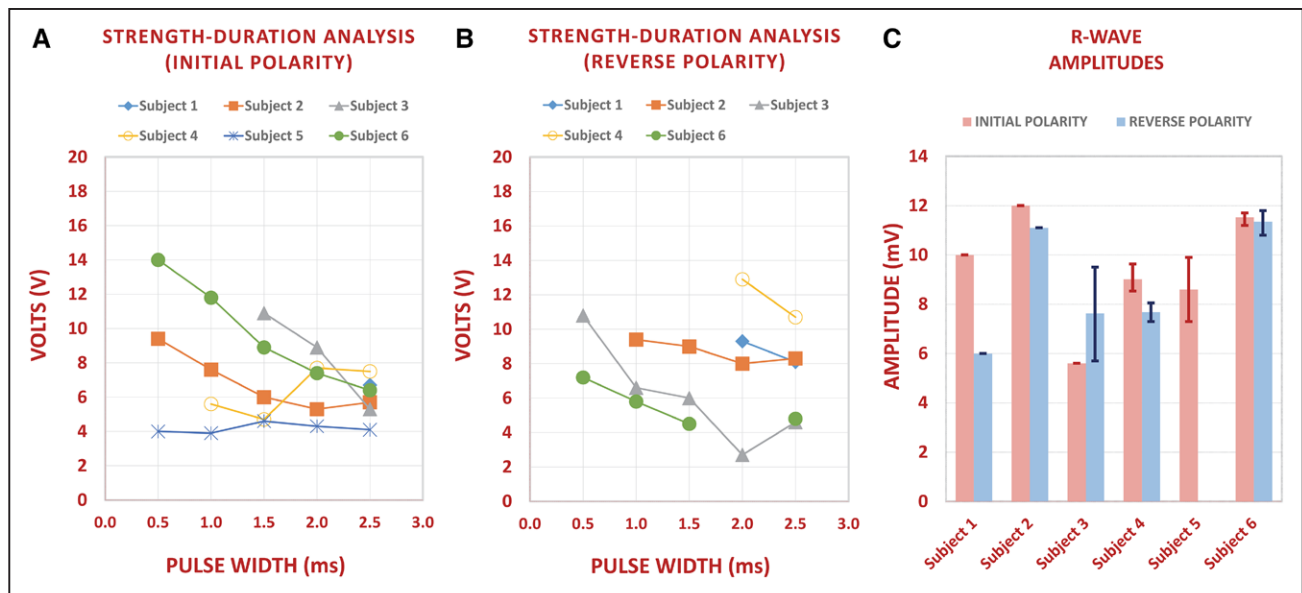 A
STRENGTH-DURATION ANALYSIS
(INITIAL POLARITY)
Subject 1 Subject 2 Subject 3
Subject 4 Subject 5 Subject 6
20
18
16
14
12
10
8
6
4
2
0
VOLTS (V)
0.0 0.5 1.0 1.5 2.0 2.5 3.0
PULSE WIDTH (ms)
B
STRENGTH-DURATION ANALYSIS
(REVERSE POLARITY)
Subject 1 Subject 2 Subject 3
Subject 4 Subject 6
20
18
16
14
12
10
8
6
4
2
0
VOLTS (V)
0.0 0.5 1.0 1.5 2.0 2.5 3.0
PULSE WIDTH (ms)
C
R-WAVE
AMPLITUDES
INITIAL POLARITY REVERSE POLARITY
14
12
10
8
6
4
2
0
AMPLITUDE (mV)
Subject 1
Subject 2
Subject 3
Subject 4
Subject 5
Subject 6